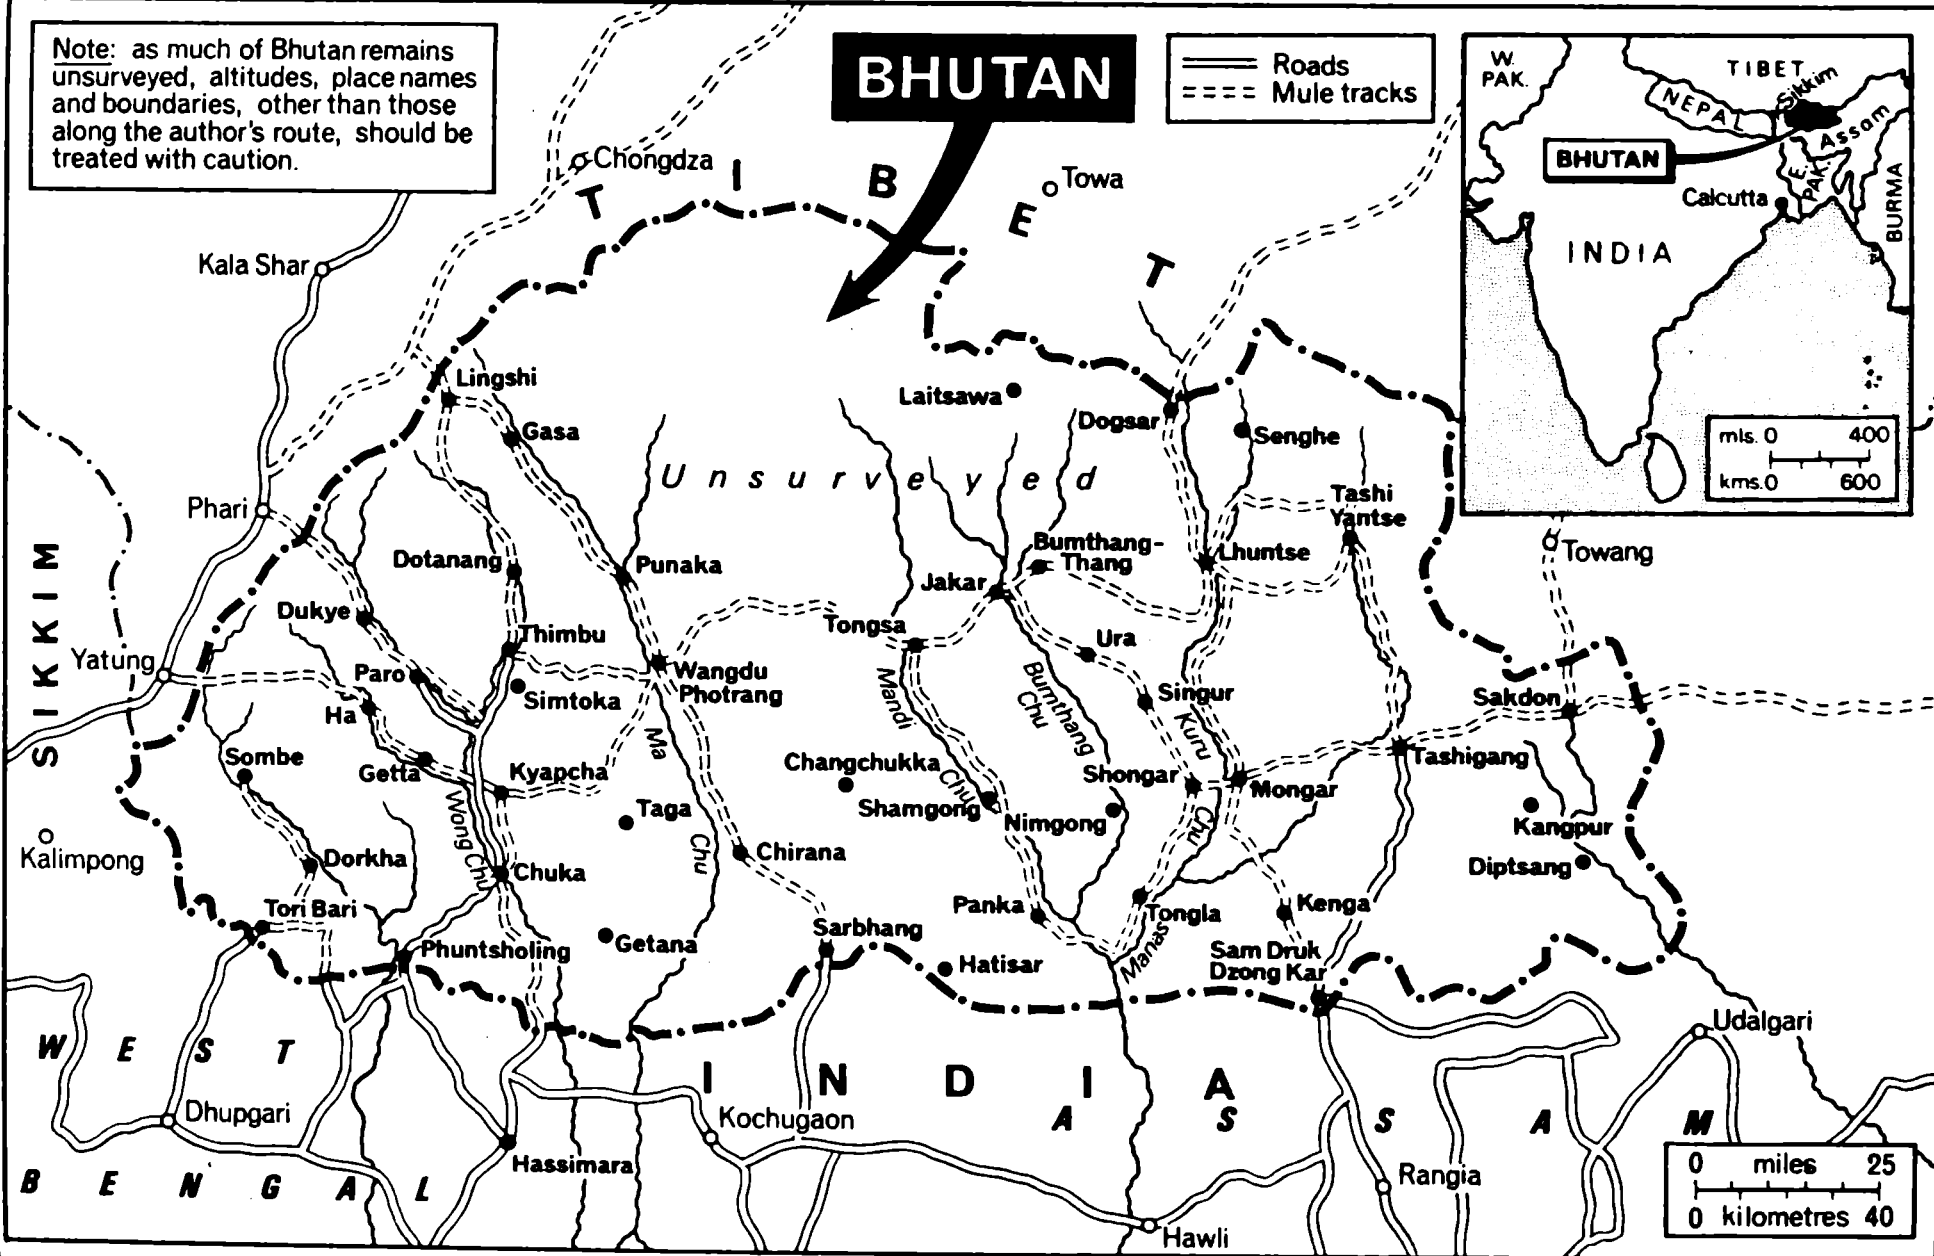 Note: as much of Bhutan remains
unsurveyed, altitudes, place names
and boundaries, other than those
along the author's route, should be
treated with caution.
BHUTAN
Roads
Mule tracks
W.
PAK.
TIBET
NEPAL
Sikkim
Assam
BHUTAN
E.
PAK.
Calcutta
BURMA
INDIA
mls. 0 400
kms. 0 600
Chongdza
TIBET
Towa
Kala Shar
Lingshi
Laitsawa
Dogsar
Gasa
Senghe
Unsurveyed
Phari
Tashi
Yantse
Towang
Dotanang
Punaka
Bumthang-
Thang
Lhuntse
Jakar
Dukye
Thimbu
Tongsa
Ura
SIKKIM
Yatung
Paro
Wangdu
Photrang
Simtoka
Ha
Mandi
Chu
Bumthang
Chu
Singur
Sakdon
Kuru
Chu
Ma
Chu
Sombe
Getta
Kyapcha
Changchukka
Shongar
Tashigang
Mongar
Wong Chu
Taga
Shamgong
Nimgong
Kangpur
Kalimpong
Dorkha
Chuka
Chirana
Diptsang
Tori Bari
Panka
Tongla
Kenga
Manas
Phuntsholing
Getana
Sarbhang
Hatisar
Sam Druk
Dzong Kar
Udalgari
WEST
BENGAL
INDIA
ASSAM
Dhupgari
Kochugaon
Hassimara
Rangia
Hawli
0 miles 25
0 kilometres 40